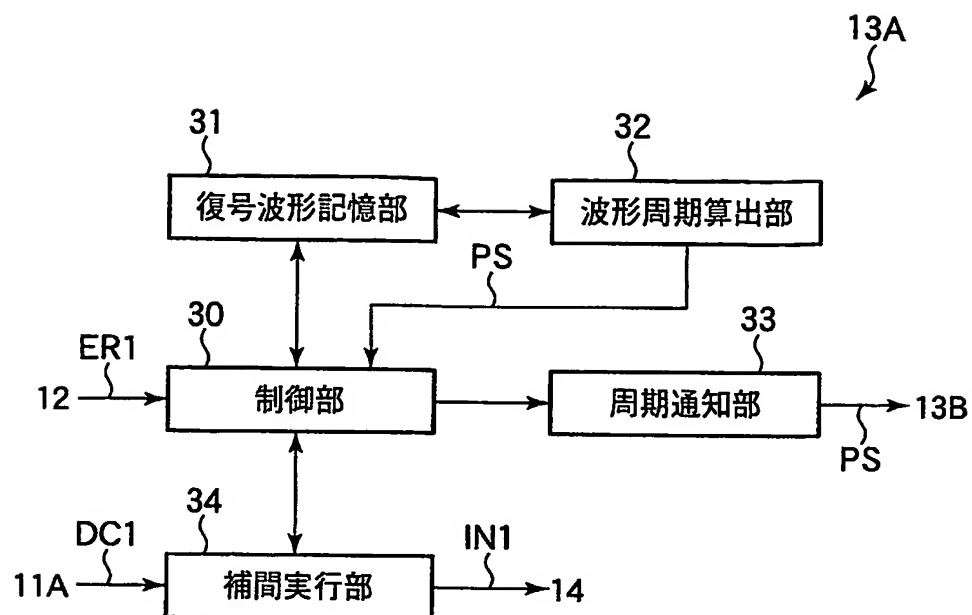 13A
31
32
復号波形記憶部
波形周期算出部
PS
30
33
ER1
12
制御部
周期通知部
13B
PS
34
DC1
IN1
11A
補間実行部
14